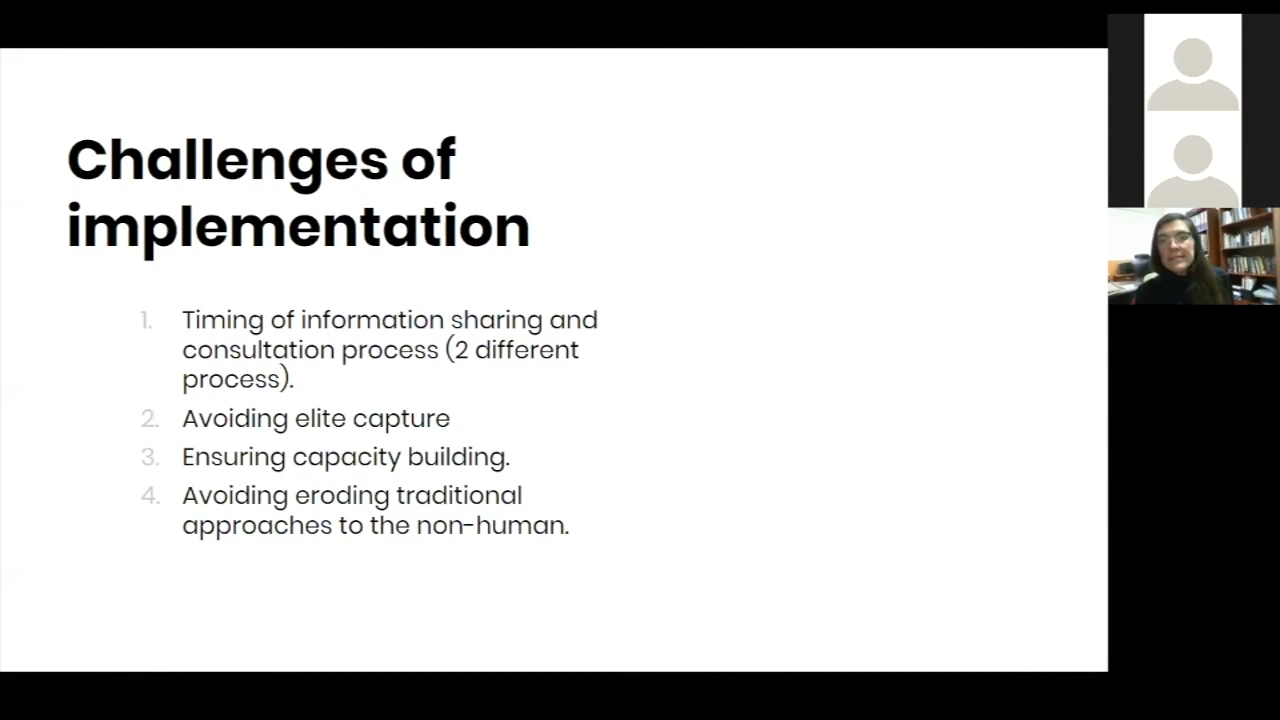 Challenges of
implementation
1. Timing of information sharing and
consultation process (2 different
process).
2. Avoiding elite capture
3. Ensuring capacity building.
4. Avoiding eroding traditional
approaches to the non-human.